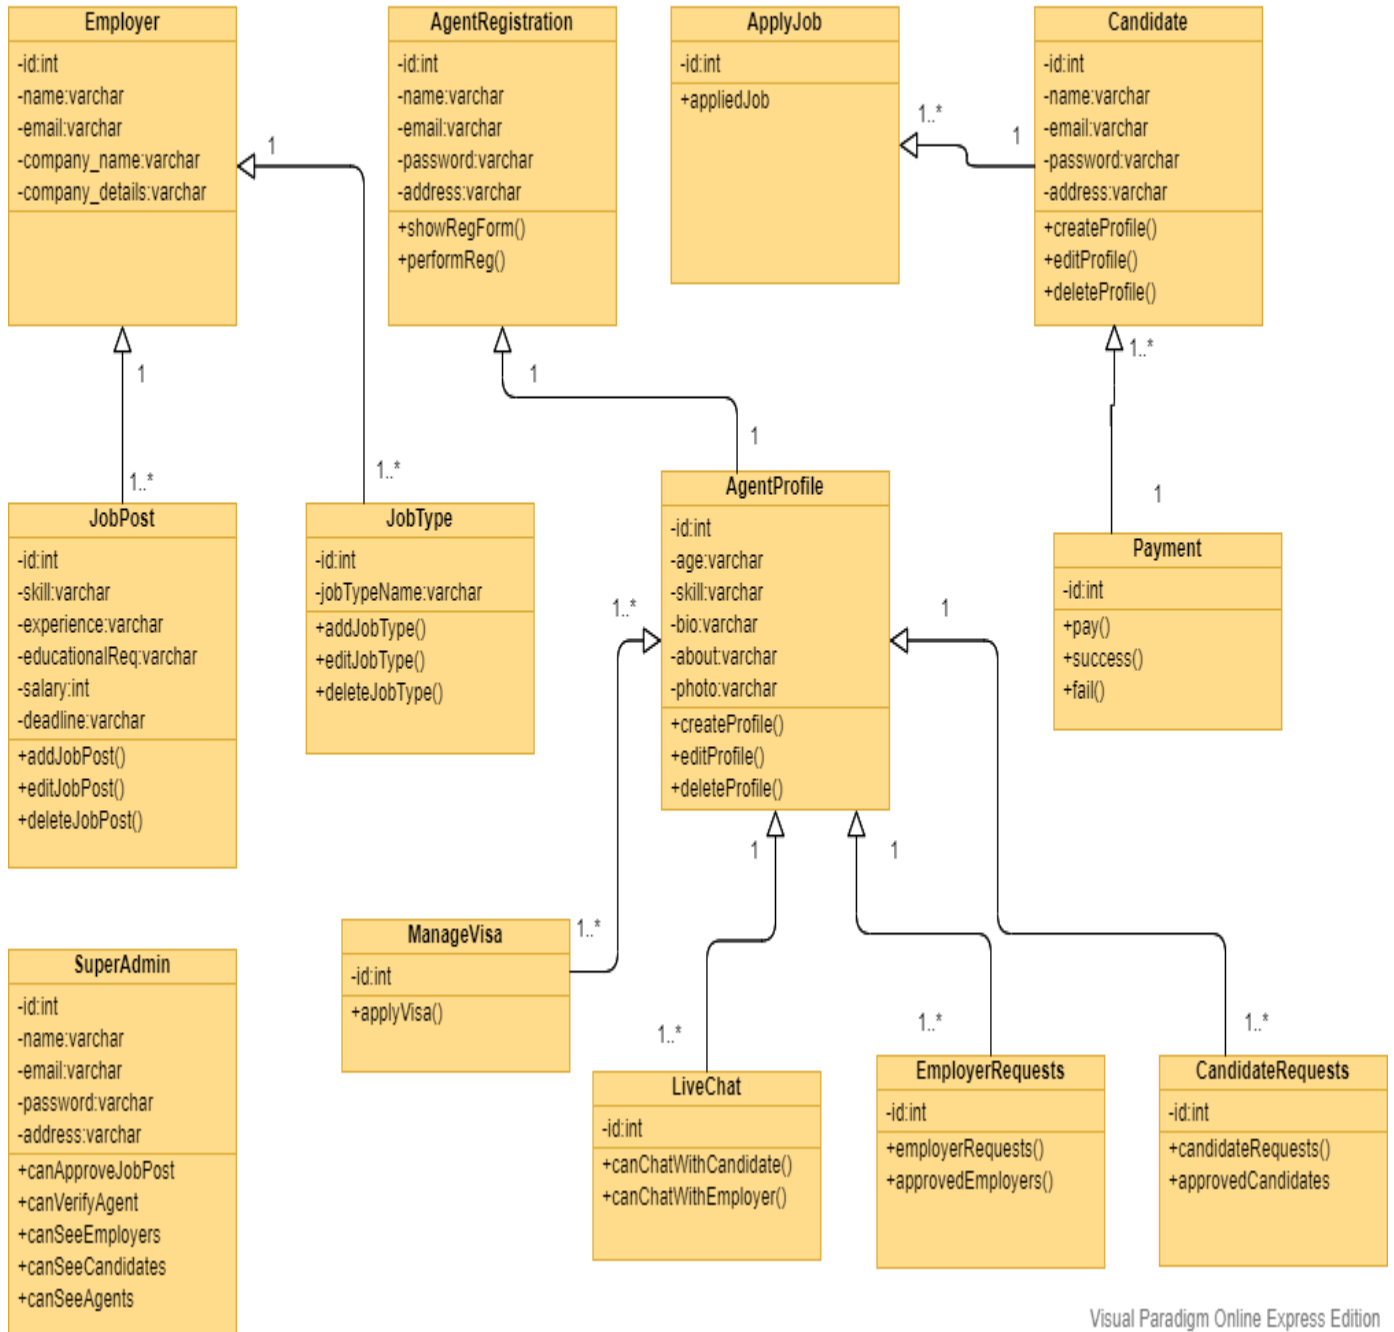 Employer
-id:int
-name:varchar
-email:varchar
-company_name:varchar
-company_details:varchar
AgentRegistration
-id:int
-name:varchar
-email:varchar
-password:varchar
-address:varchar
+showRegForm()
+performReg()
ApplyJob
-id:int
+appliedJob
Candidate
-id:int
-name:varchar
-email:varchar
-password:varchar
-address:varchar
+createProfile()
+editProfile()
+deleteProfile()
1
1..*
1
1
1..*
1
1..*
1..*
1
1
JobPost
-id:int
-skill:varchar
-experience:varchar
-educationalReq:varchar
-salary:int
-deadline:varchar
+addJobPost()
+editJobPost()
+deleteJobPost()
JobType
-id:int
-jobTypeName:varchar
+addJobType()
+editJobType()
+deleteJobType()
AgentProfile
-id:int
-age:varchar
-skill:varchar
-bio:varchar
-about:varchar
-photo:varchar
+createProfile()
+editProfile()
+deleteProfile()
Payment
-id:int
+pay()
+success()
+fail()
1..*
1
1
1
1..*
1..*
1..*
1..*
SuperAdmin
-id:int
-name:varchar
-email:varchar
-password:varchar
-address:varchar
+canApproveJobPost
+canVerifyAgent
+canSeeEmployers
+canSeeCandidates
+canSeeAgents
ManageVisa
-id:int
+applyVisa()
LiveChat
-id:int
+canChatWithCandidate()
+canChatWithEmployer()
EmployerRequests
-id:int
+employerRequests()
+approvedEmployers()
CandidateRequests
-id:int
+candidateRequests()
+approvedCandidates
Visual Paradigm Online Express Edition